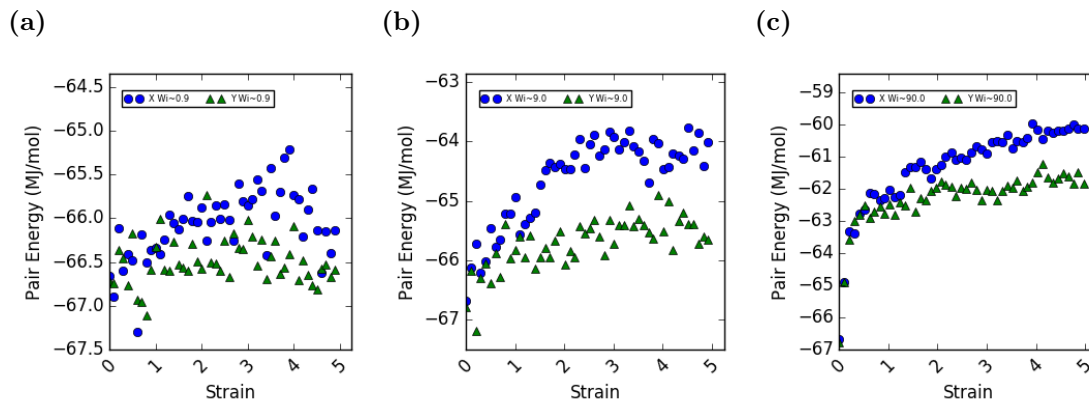 (a)
−64.5
−65.0
−65.5
−66.0
−66.5
−67.0
−67.5
Pair Energy (MJ/mol)
X Wi~0.9 Y Wi~0.9
0 1 2 3 4 5
Strain
(b)
−63
−64
−65
−66
−67
Pair Energy (MJ/mol)
X Wi~9.0 Y Wi~9.0
0 1 2 3 4 5
Strain
(c)
−59
−60
−61
−62
−63
−64
−65
−66
−67
Pair Energy (MJ/mol)
X Wi~90.0 Y Wi~90.0
0 1 2 3 4 5
Strain